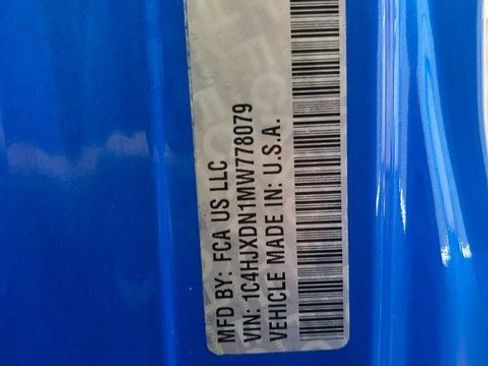 MFD BY: FCA US LLC
VIN: 1C4HJXDN1MW778079
VEHICLE MADE IN: U.S.A.